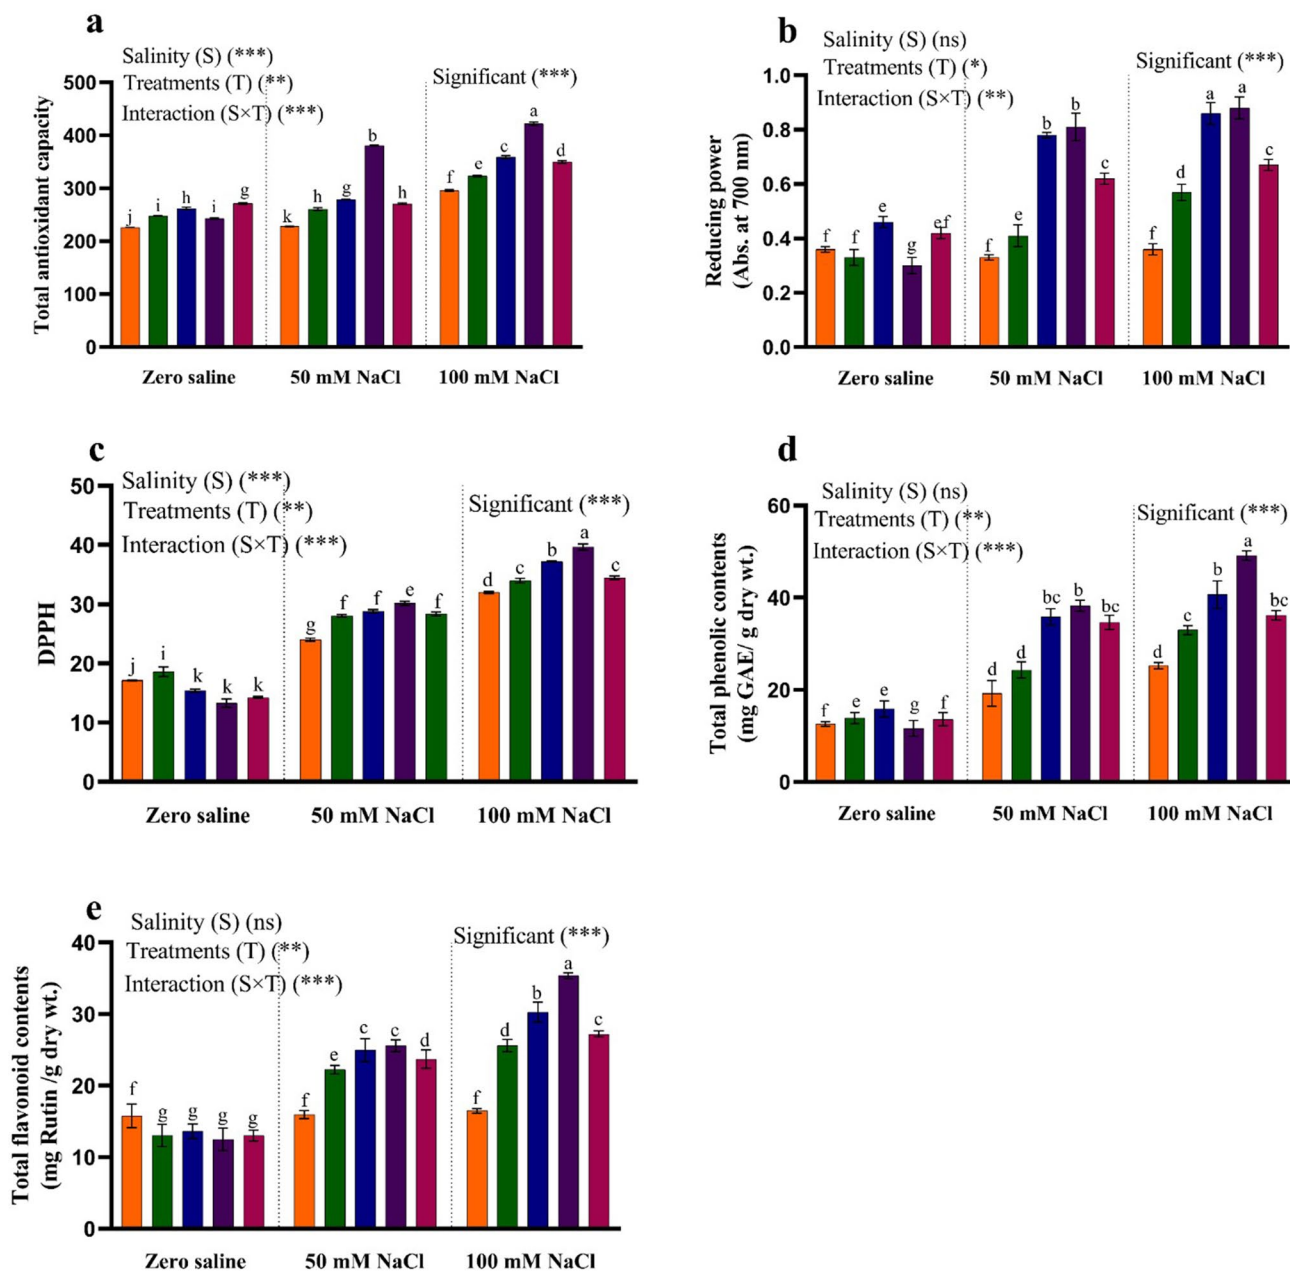 a
Salinity (S) (***)
Treatments (T) (**)
Interaction (S×T) (***)
Significant (***)
Total antioxidant capacity
500
400
300
200
100
0
j i h i g
k h g b h
f e c a d
Zero saline 50 mM NaCl 100 mM NaCl
b
Salinity (S) (ns)
Treatments (T) (*)
Interaction (S×T) (**)
Significant (***)
Reducing power
(Abs. at 700 nm)
1.0
0.8
0.6
0.4
0.2
0.0
f f e g ef
f e b b c
f d a a c
Zero saline 50 mM NaCl 100 mM NaCl
c
Salinity (S) (***)
Treatments (T) (**)
Interaction (S×T) (***)
Significant (***)
DPPH
50
40
30
20
10
0
j i k k k
g f f e f
d c b a c
Zero saline 50 mM NaCl 100 mM NaCl
d
Salinity (S) (ns)
Treatments (T) (**)
Interaction (S×T) (***)
Significant (***)
Total phenolic contents
(mg GAE/ g dry wt.)
60
40
20
0
f e e g f
d d bc b bc
d c b a bc
Zero saline 50 mM NaCl 100 mM NaCl
e
Salinity (S) (ns)
Treatments (T) (**)
Interaction (S×T) (***)
Significant (***)
Total flavonoid contents
(mg Rutin /g dry wt.)
40
30
20
10
0
f g g g g
f e c c d
f d b a c
Zero saline 50 mM NaCl 100 mM NaCl